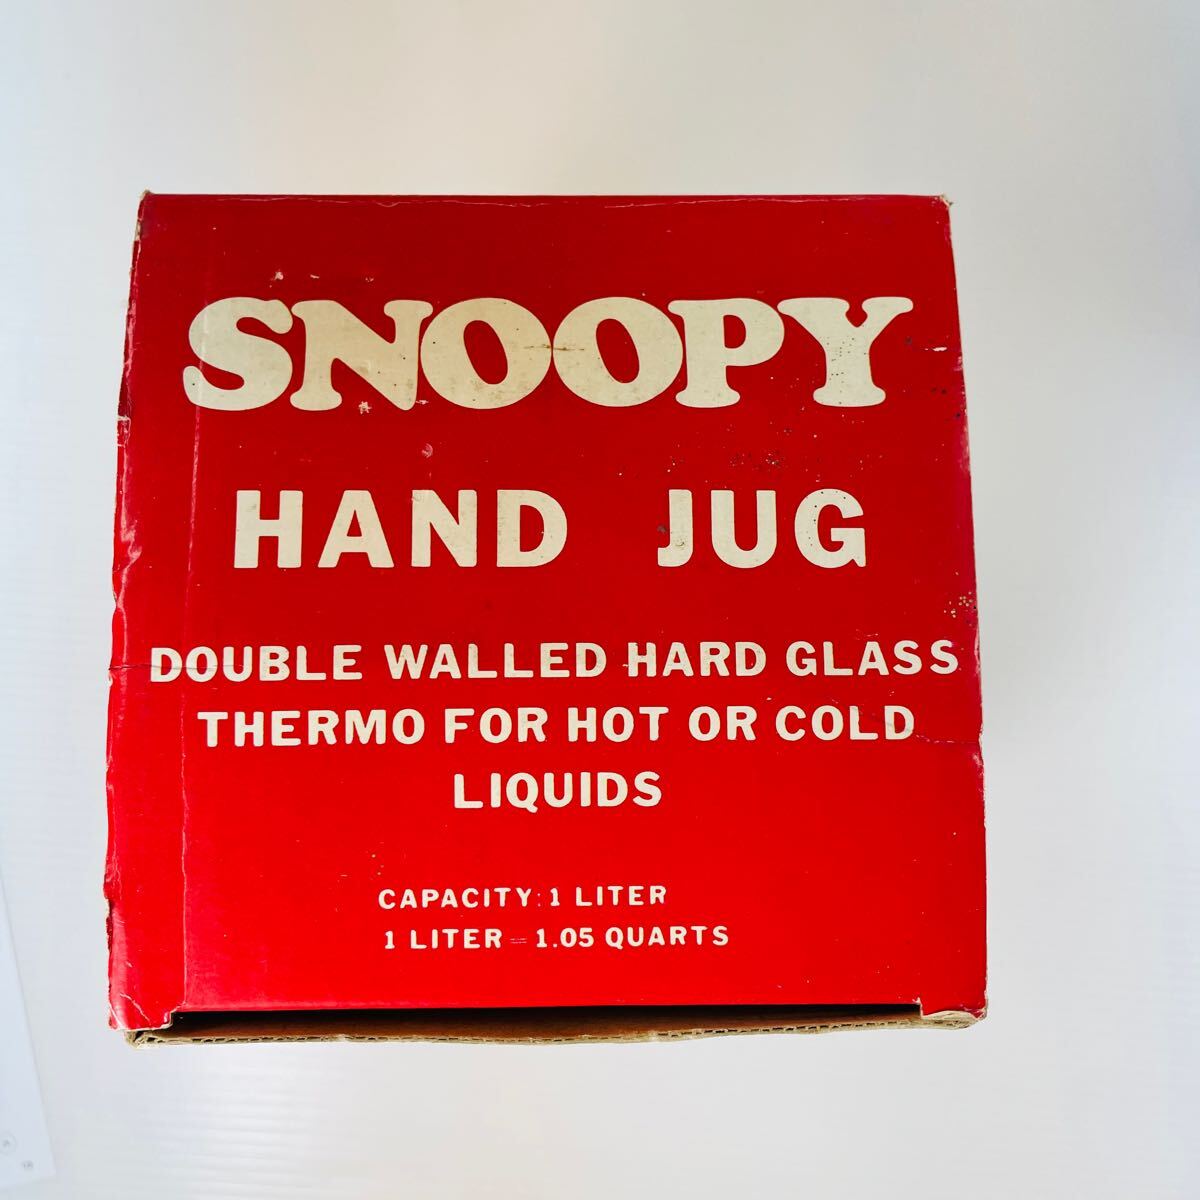 SNOOPY
HAND JUG
DOUBLE WALLED HARD GLASS
THERMO FOR HOT OR COLD
LIQUIDS
CAPACITY: 1 LITER
1 LITER = 1.05 QUARTS